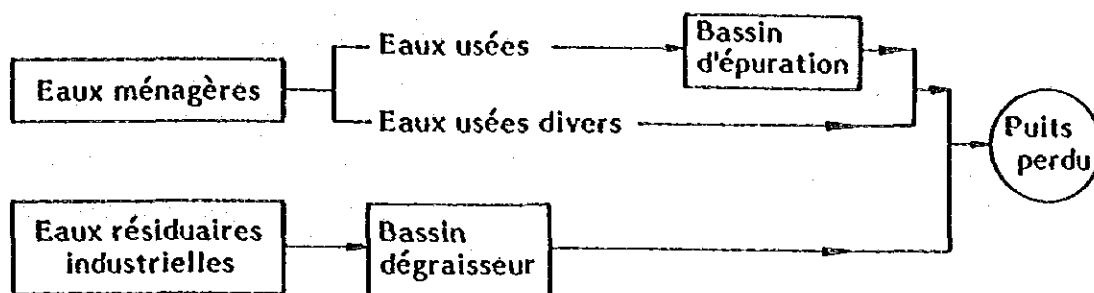 Eaux usées
Bassin
d'épuration
Eaux ménagères
Eaux usées divers
Puits
perdu
Eaux résiduaires
industrielles
Bassin
dégraisseur